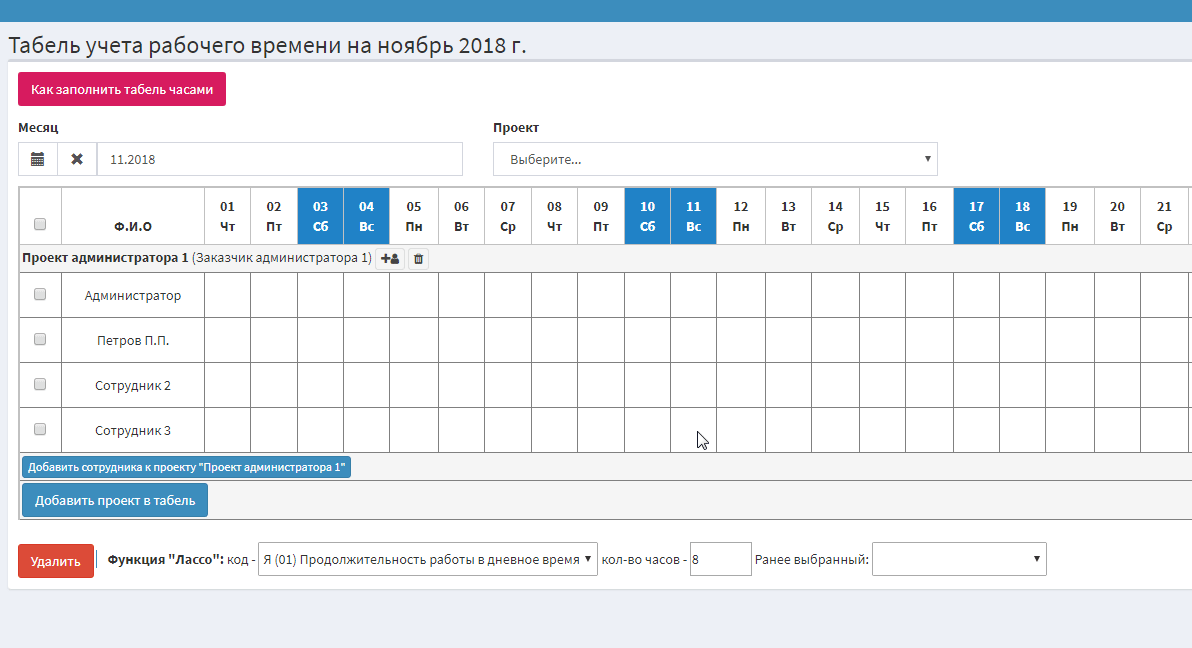 Табель учета рабочего времени на ноябрь 2018 г.
Как заполнить табель часами
Месяц Проект
11.2018 Выберите...
Ф.И.О 01 Чт 02 Пт 03 Сб 04 Вс 05 Пн 06 Вт 07 Ср 08 Чт 09 Пт 10 Сб 11 Вс 12 Пн 13 Вт 14 Ср 15 Чт 16 Пт 17 Сб 18 Вс 19 Пн 20 Вт 21 Ср
Проект администратора 1 (Заказчик администратора 1)
Администратор
Петров П.П.
Сотрудник 2
Сотрудник 3
Добавить сотрудника к проекту "Проект администратора 1"
Добавить проект в табель
Удалить Функция "Лассо": код - Я (01) Продолжительность работы в дневное время кол-во часов - 8 Ранее выбранный: